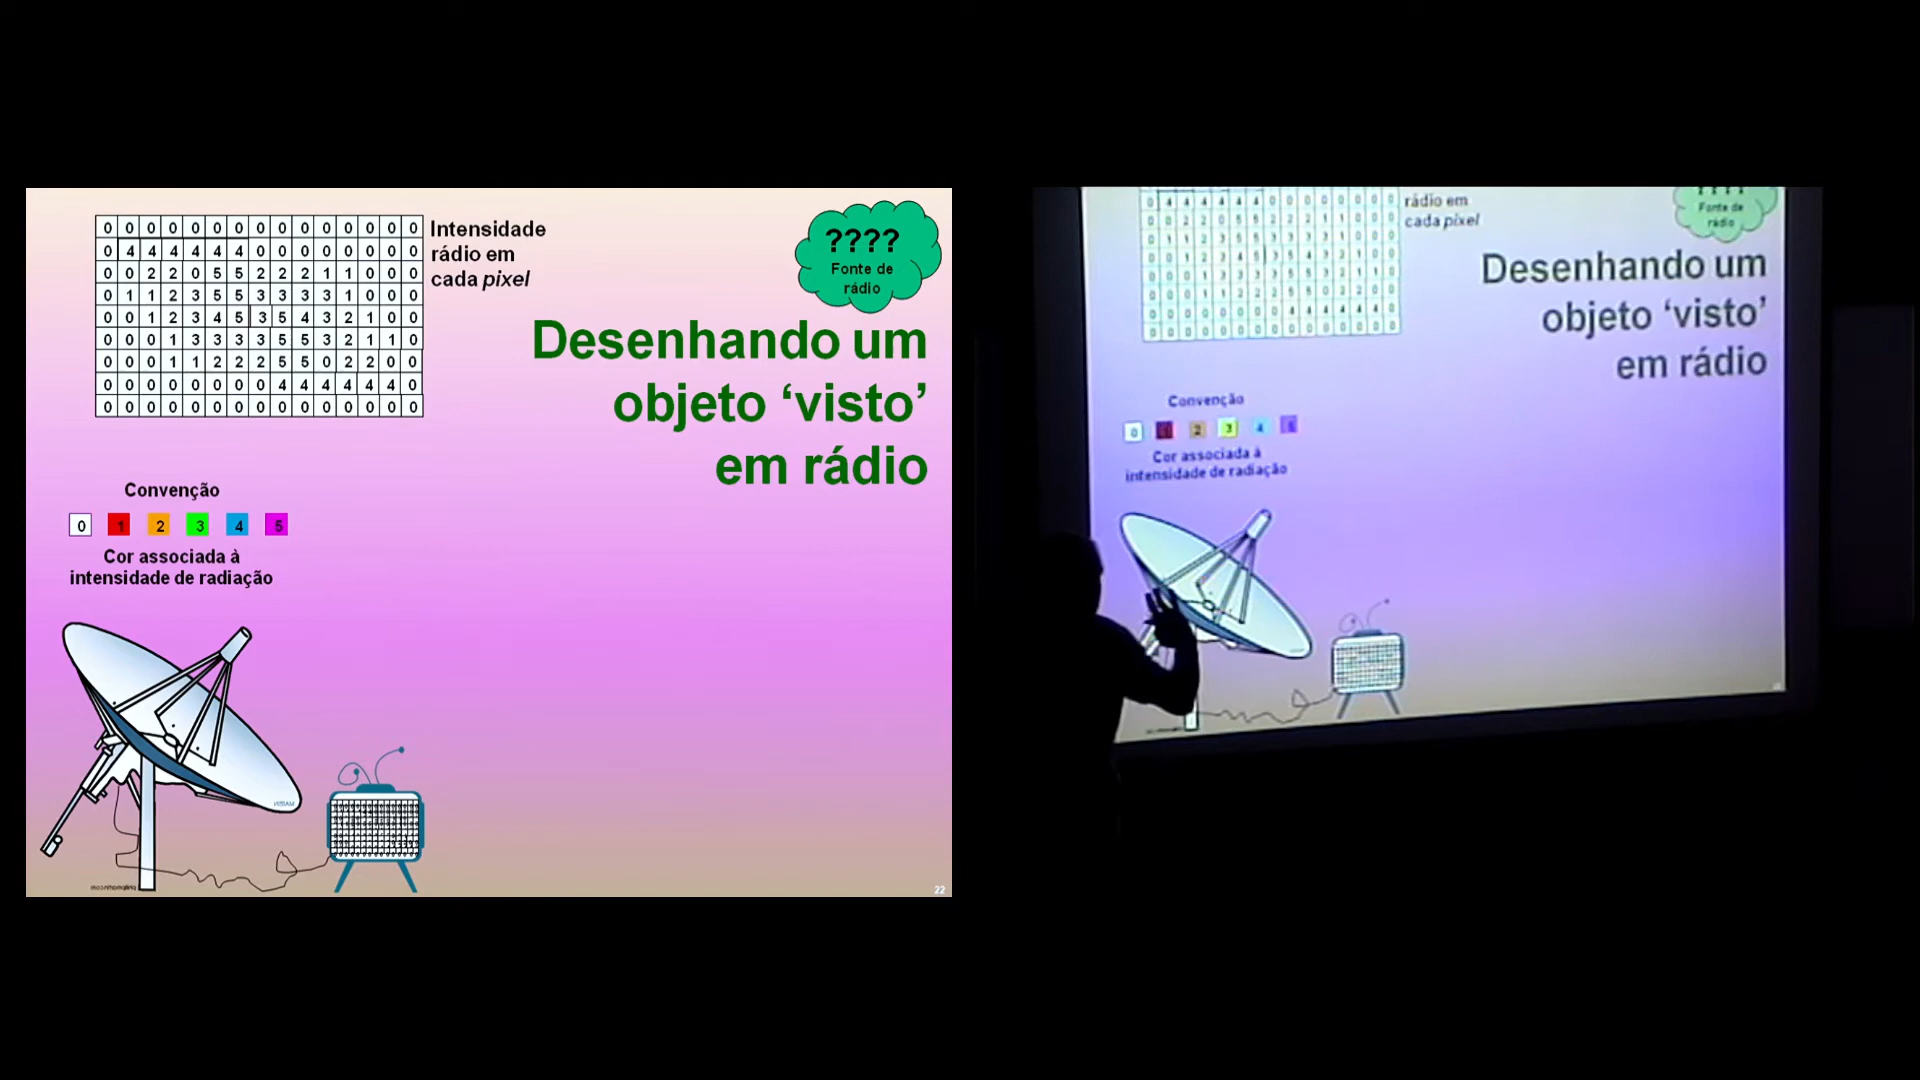 0 0 0 0 0 0 0 0 0 0 0 0 0 0 0
0 4 4 4 4 4 4 0 0 0 0 0 0 0 0
0 0 2 2 0 5 5 2 2 2 1 1 0 0 0
0 1 1 2 3 5 5 3 3 3 3 1 0 0 0
0 0 1 2 3 4 5 3 5 4 3 2 1 0 0
0 0 0 1 3 3 3 3 5 5 3 2 1 1 0
0 0 0 1 1 2 2 2 5 5 0 2 2 0 0
0 0 0 0 0 0 0 0 4 4 4 4 4 4 0
0 0 0 0 0 0 0 0 0 0 0 0 0 0 0
Intensidade
rádio em
cada pixel
????
Fonte de
rádio
Desenhando um
objeto ‘visto’
em rádio
Convenção
0 1 2 3 4 5
Cor associada à
intensidade de radiação
22
rádio em
cada pixel
Fonte de
rádio
Desenhando um
objeto ‘visto’
em rádio
Convenção
0 1 2 3 4 5
Cor associada à
intensidade de radiação